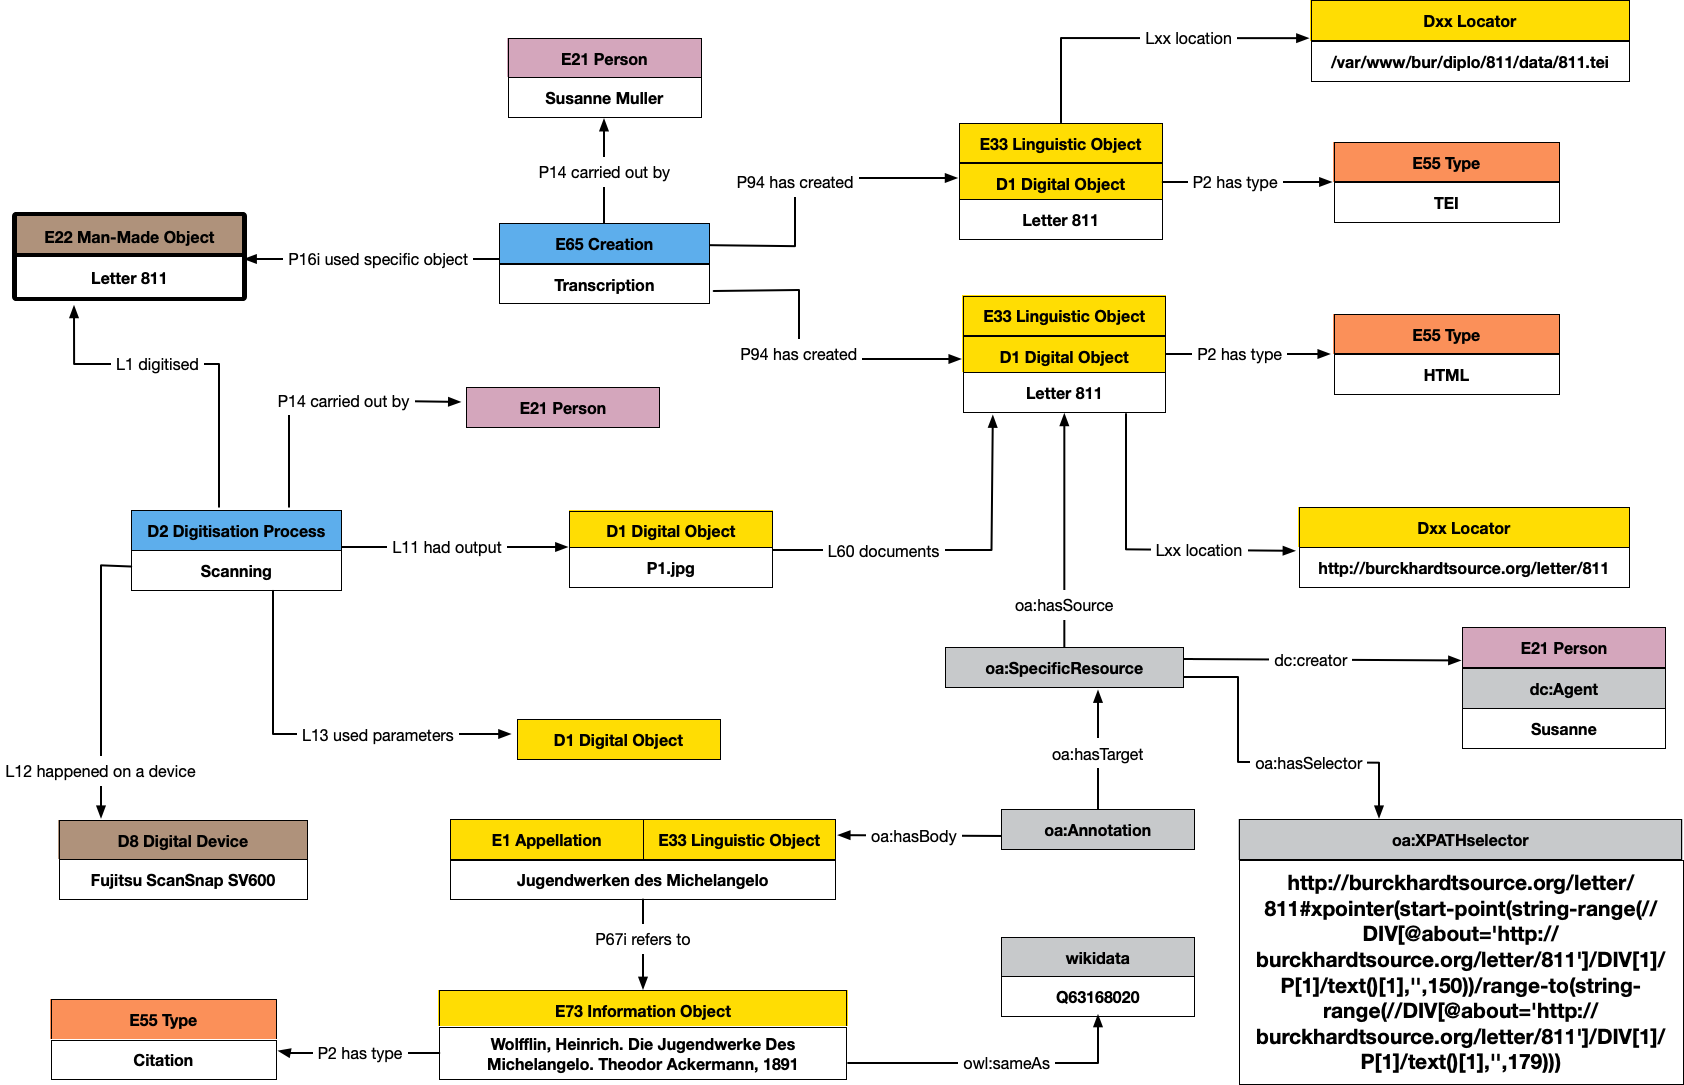 Dxx Locator
/var/www/bur/diplo/811/data/811.tei
Lxx location
E21 Person
Susanne Muller
P14 carried out by
E33 Linguistic Object
D1 Digital Object
Letter 811
P94 has created
P2 has type
E55 Type
TEI
E22 Man-Made Object
Letter 811
P16i used specific object
E65 Creation
Transcription
P94 has created
E33 Linguistic Object
D1 Digital Object
Letter 811
P2 has type
E55 Type
HTML
L1 digitised
P14 carried out by
E21 Person
D2 Digitisation Process
Scanning
L11 had output
D1 Digital Object
P1.jpg
L60 documents
Lxx location
Dxx Locator
http://burckhardtsource.org/letter/811
oa:hasSource
oa:SpecificResource
dc:creator
E21 Person
dc:Agent
Susanne
L13 used parameters
D1 Digital Object
oa:hasTarget
oa:hasSelector
L12 happened on a device
D8 Digital Device
Fujitsu ScanSnap SV600
E1 Appellation
E33 Linguistic Object
Jugendwerken des Michelangelo
oa:hasBody
oa:Annotation
oa:XPATHselector
http://burckhardtsource.org/letter/
811#xpointer(start-point(string-range(//
DIV[@about='http://
burckhardtsource.org/letter/811']/DIV[1]/
P[1]/text()[1],'',150))/range-to(string-
range(//DIV[@about='http://
burckhardtsource.org/letter/811']/DIV[1]/
P[1]/text()[1],'',179)))
P67i refers to
wikidata
Q63168020
E55 Type
Citation
P2 has type
E73 Information Object
Wolfflin, Heinrich. Die Jugendwerke Des
Michelangelo. Theodor Ackermann, 1891
owl:sameAs